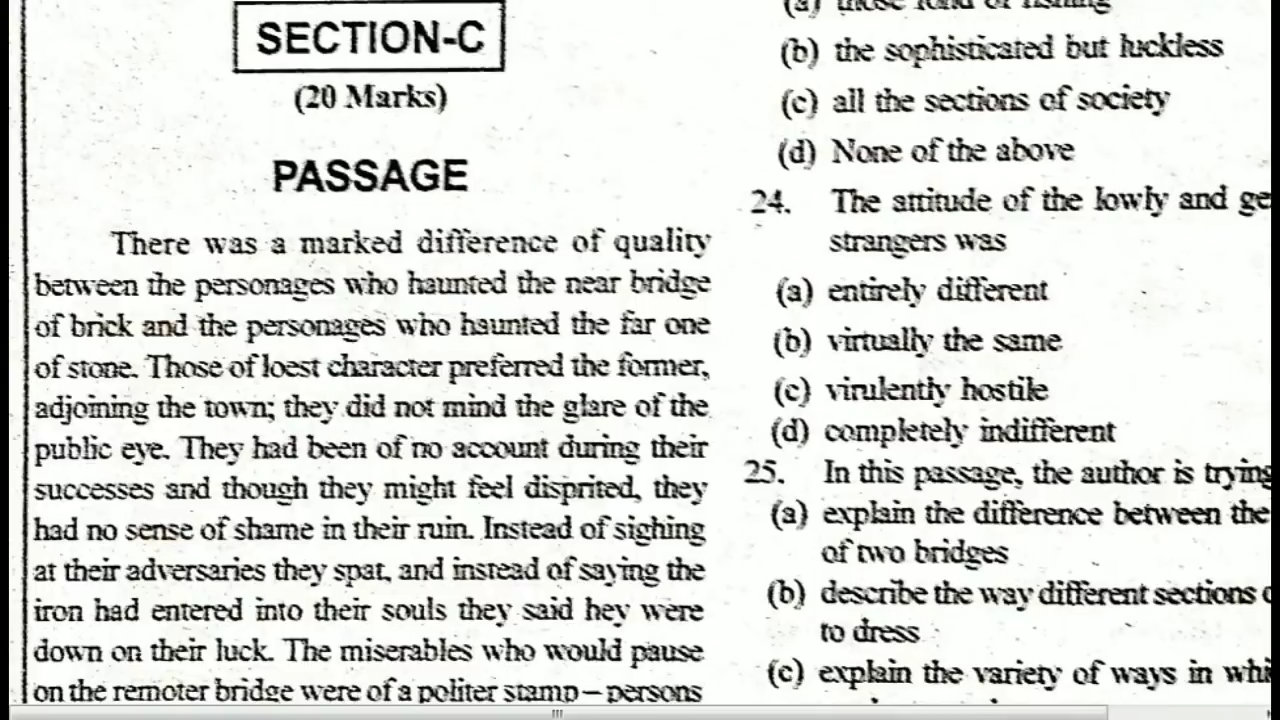 SECTION-C
(20 Marks)
PASSAGE
There was a marked difference of quality
between the personages who haunted the near bridge
of brick and the personages who haunted the far one
of stone. Those of loest character preferred the former,
adjoining the town; they did not mind the glare of the
public eye. They had been of no account during their
successes and though they might feel disprited, they
had no sense of shame in their ruin. Instead of sighing
at their adversaries they spat, and instead of saying the
iron had entered into their souls they said hey were
down on their luck. The miserables who would pause
on the remoter bridge were of a politer stamp – persons
(a) those fond of fishing
(b) the sophisticated but luckless
(c) all the sections of society
(d) None of the above
24. The attitude of the lowly and ge
strangers was
(a) entirely different
(b) virtually the same
(c) virulently hostile
(d) completely indifferent
25. In this passage, the author is trying
(a) explain the difference between the
of two bridges
(b) describe the way different sections
to dress
(c) explain the variety of ways in whi